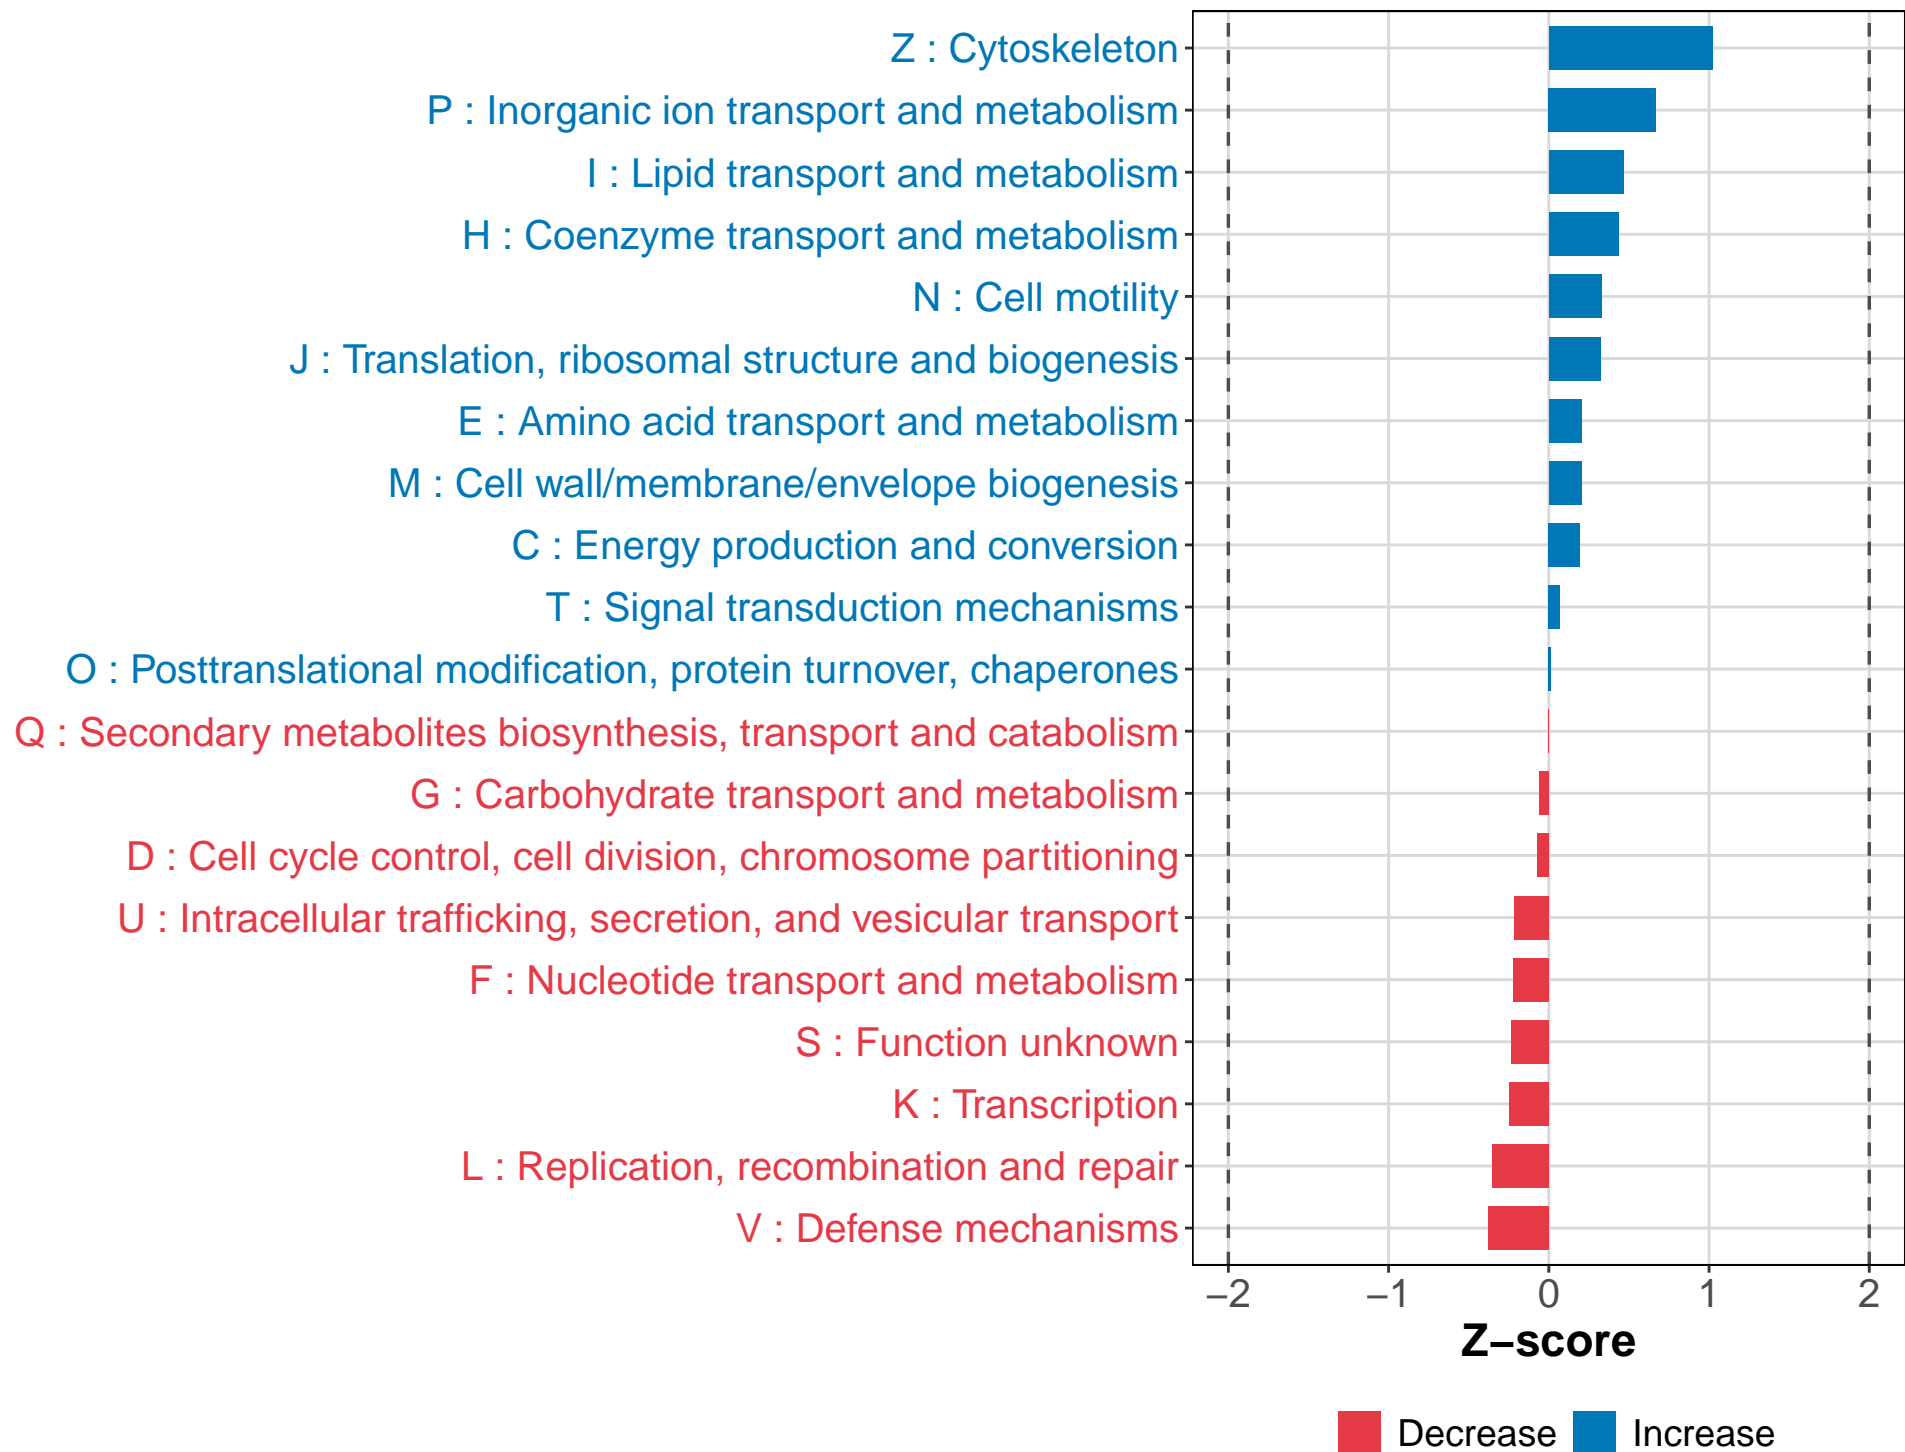 Z : Cytoskeleton
P : Inorganic ion transport and metabolism
I : Lipid transport and metabolism
H : Coenzyme transport and metabolism
N : Cell motility
J : Translation, ribosomal structure and biogenesis
E : Amino acid transport and metabolism
M : Cell wall/membrane/envelope biogenesis
C : Energy production and conversion
T : Signal transduction mechanisms
O : Posttranslational modification, protein turnover, chaperones
Q : Secondary metabolites biosynthesis, transport and catabolism
G : Carbohydrate transport and metabolism
D : Cell cycle control, cell division, chromosome partitioning
U : Intracellular trafficking, secretion, and vesicular transport
F : Nucleotide transport and metabolism
S : Function unknown
K : Transcription
L : Replication, recombination and repair
V : Defense mechanisms
−2 −1 0 1 2
Z−score
Decrease Increase